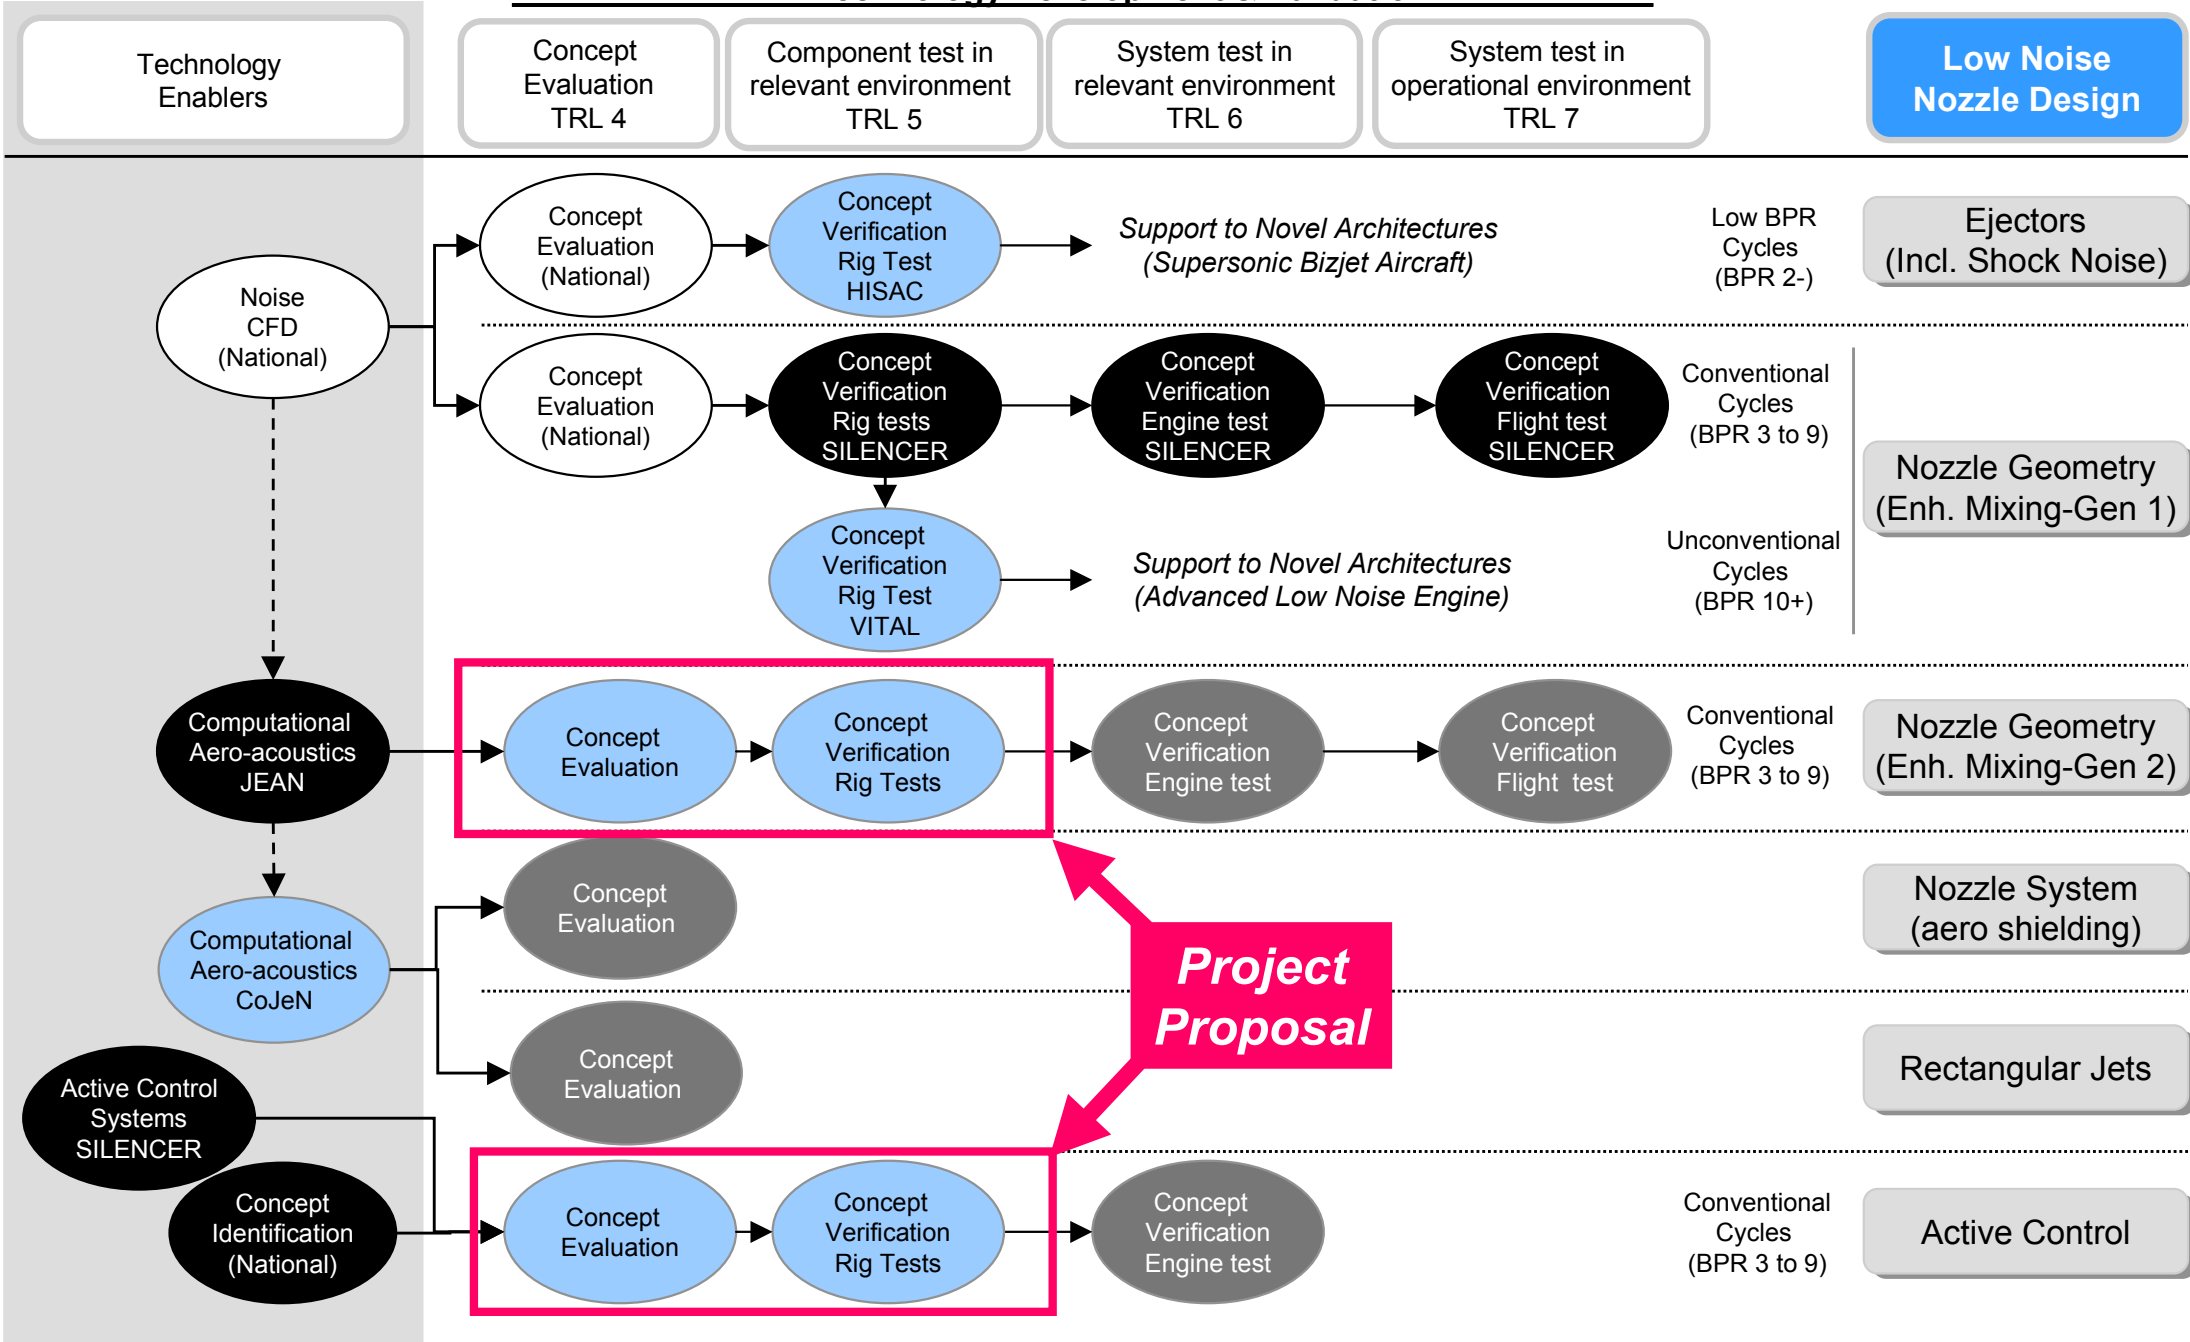 Technology
Enablers
Concept
Evaluation
TRL 4
Component test in
relevant environment
TRL 5
System test in
relevant environment
TRL 6
System test in
operational environment
TRL 7
Low Noise
Nozzle Design
Noise
CFD
(National)
Concept
Evaluation
(National)
Concept
Verification
Rig Test
HISAC
Support to Novel Architectures
(Supersonic Bizjet Aircraft)
Low BPR
Cycles
(BPR 2-)
Ejectors
(Incl. Shock Noise)
Concept
Evaluation
(National)
Concept
Verification
Rig tests
SILENCER
Concept
Verification
Engine test
SILENCER
Concept
Verification
Flight test
SILENCER
Conventional
Cycles
(BPR 3 to 9)
Nozzle Geometry
(Enh. Mixing-Gen 1)
Concept
Verification
Rig Test
VITAL
Support to Novel Architectures
(Advanced Low Noise Engine)
Unconventional
Cycles
(BPR 10+)
Computational
Aero-acoustics
JEAN
Concept
Evaluation
Concept
Verification
Rig Tests
Concept
Verification
Engine test
Concept
Verification
Flight test
Conventional
Cycles
(BPR 3 to 9)
Nozzle Geometry
(Enh. Mixing-Gen 2)
Computational
Aero-acoustics
CoJeN
Concept
Evaluation
Nozzle System
(aero shielding)
Project
Proposal
Concept
Evaluation
Rectangular Jets
Active Control
Systems
SILENCER
Concept
Identification
(National)
Concept
Evaluation
Concept
Verification
Rig Tests
Concept
Verification
Engine test
Conventional
Cycles
(BPR 3 to 9)
Active Control